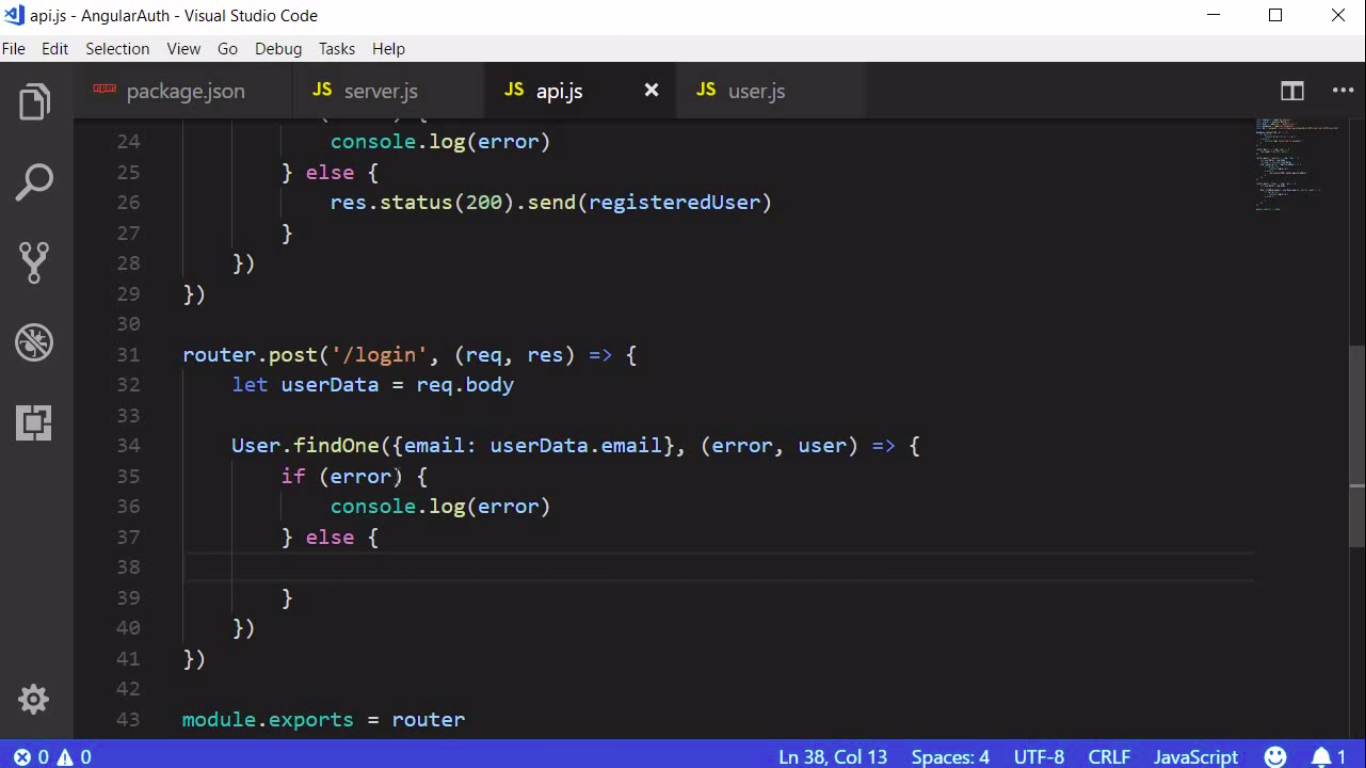 api.js - AngularAuth - Visual Studio Code
File Edit Selection View Go Debug Tasks Help
npm package.json JS server.js JS api.js JS user.js
24 console.log(error)
25 } else {
26 res.status(200).send(registeredUser)
27 }
28 })
29 })
30
31 router.post('/login', (req, res) => {
32 let userData = req.body
33
34 User.findOne({email: userData.email}, (error, user) => {
35 if (error) {
36 console.log(error)
37 } else {
38
39 }
40 })
41 })
42
43 module.exports = router
0 0 Ln 38, Col 13 Spaces: 4 UTF-8 CRLF JavaScript 1